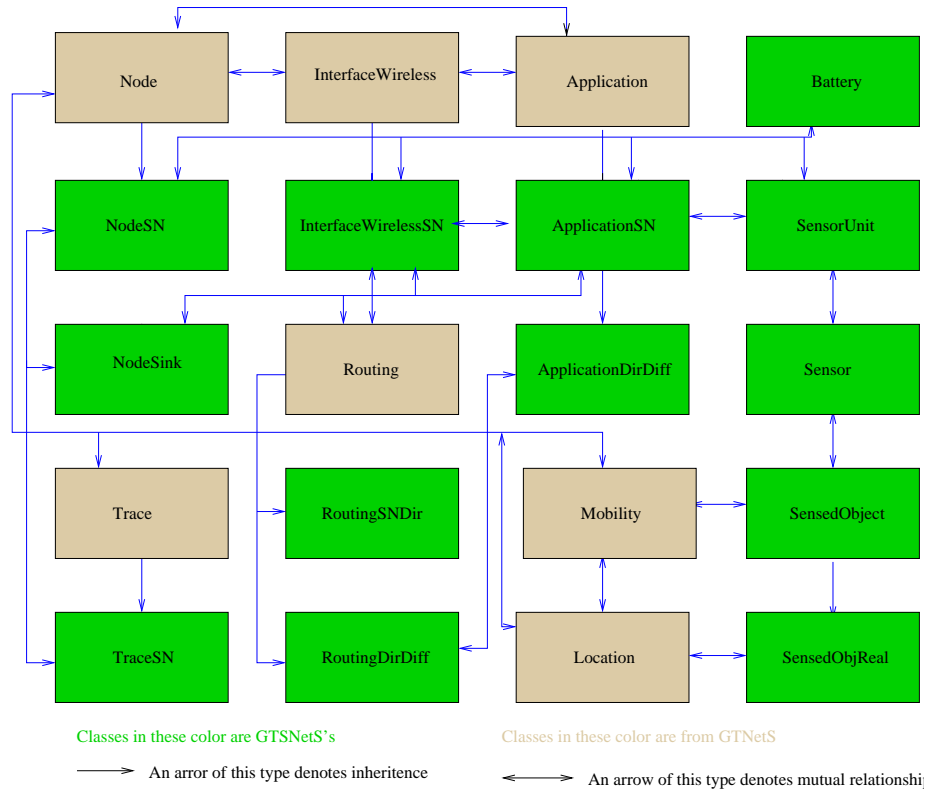 Node
InterfaceWireless
Application
Battery
NodeSN
InterfaceWirelessSN
ApplicationSN
SensorUnit
NodeSink
Routing
ApplicationDirDiff
Sensor
Trace
RoutingSNDir
Mobility
SensedObject
TraceSN
RoutingDirDiff
Location
SensedObjReal
Classes in these color are GTSNetS's
Classes in these color are from GTNetS
An arror of this type denotes inheritence
An arrow of this type denotes mutual relationshi